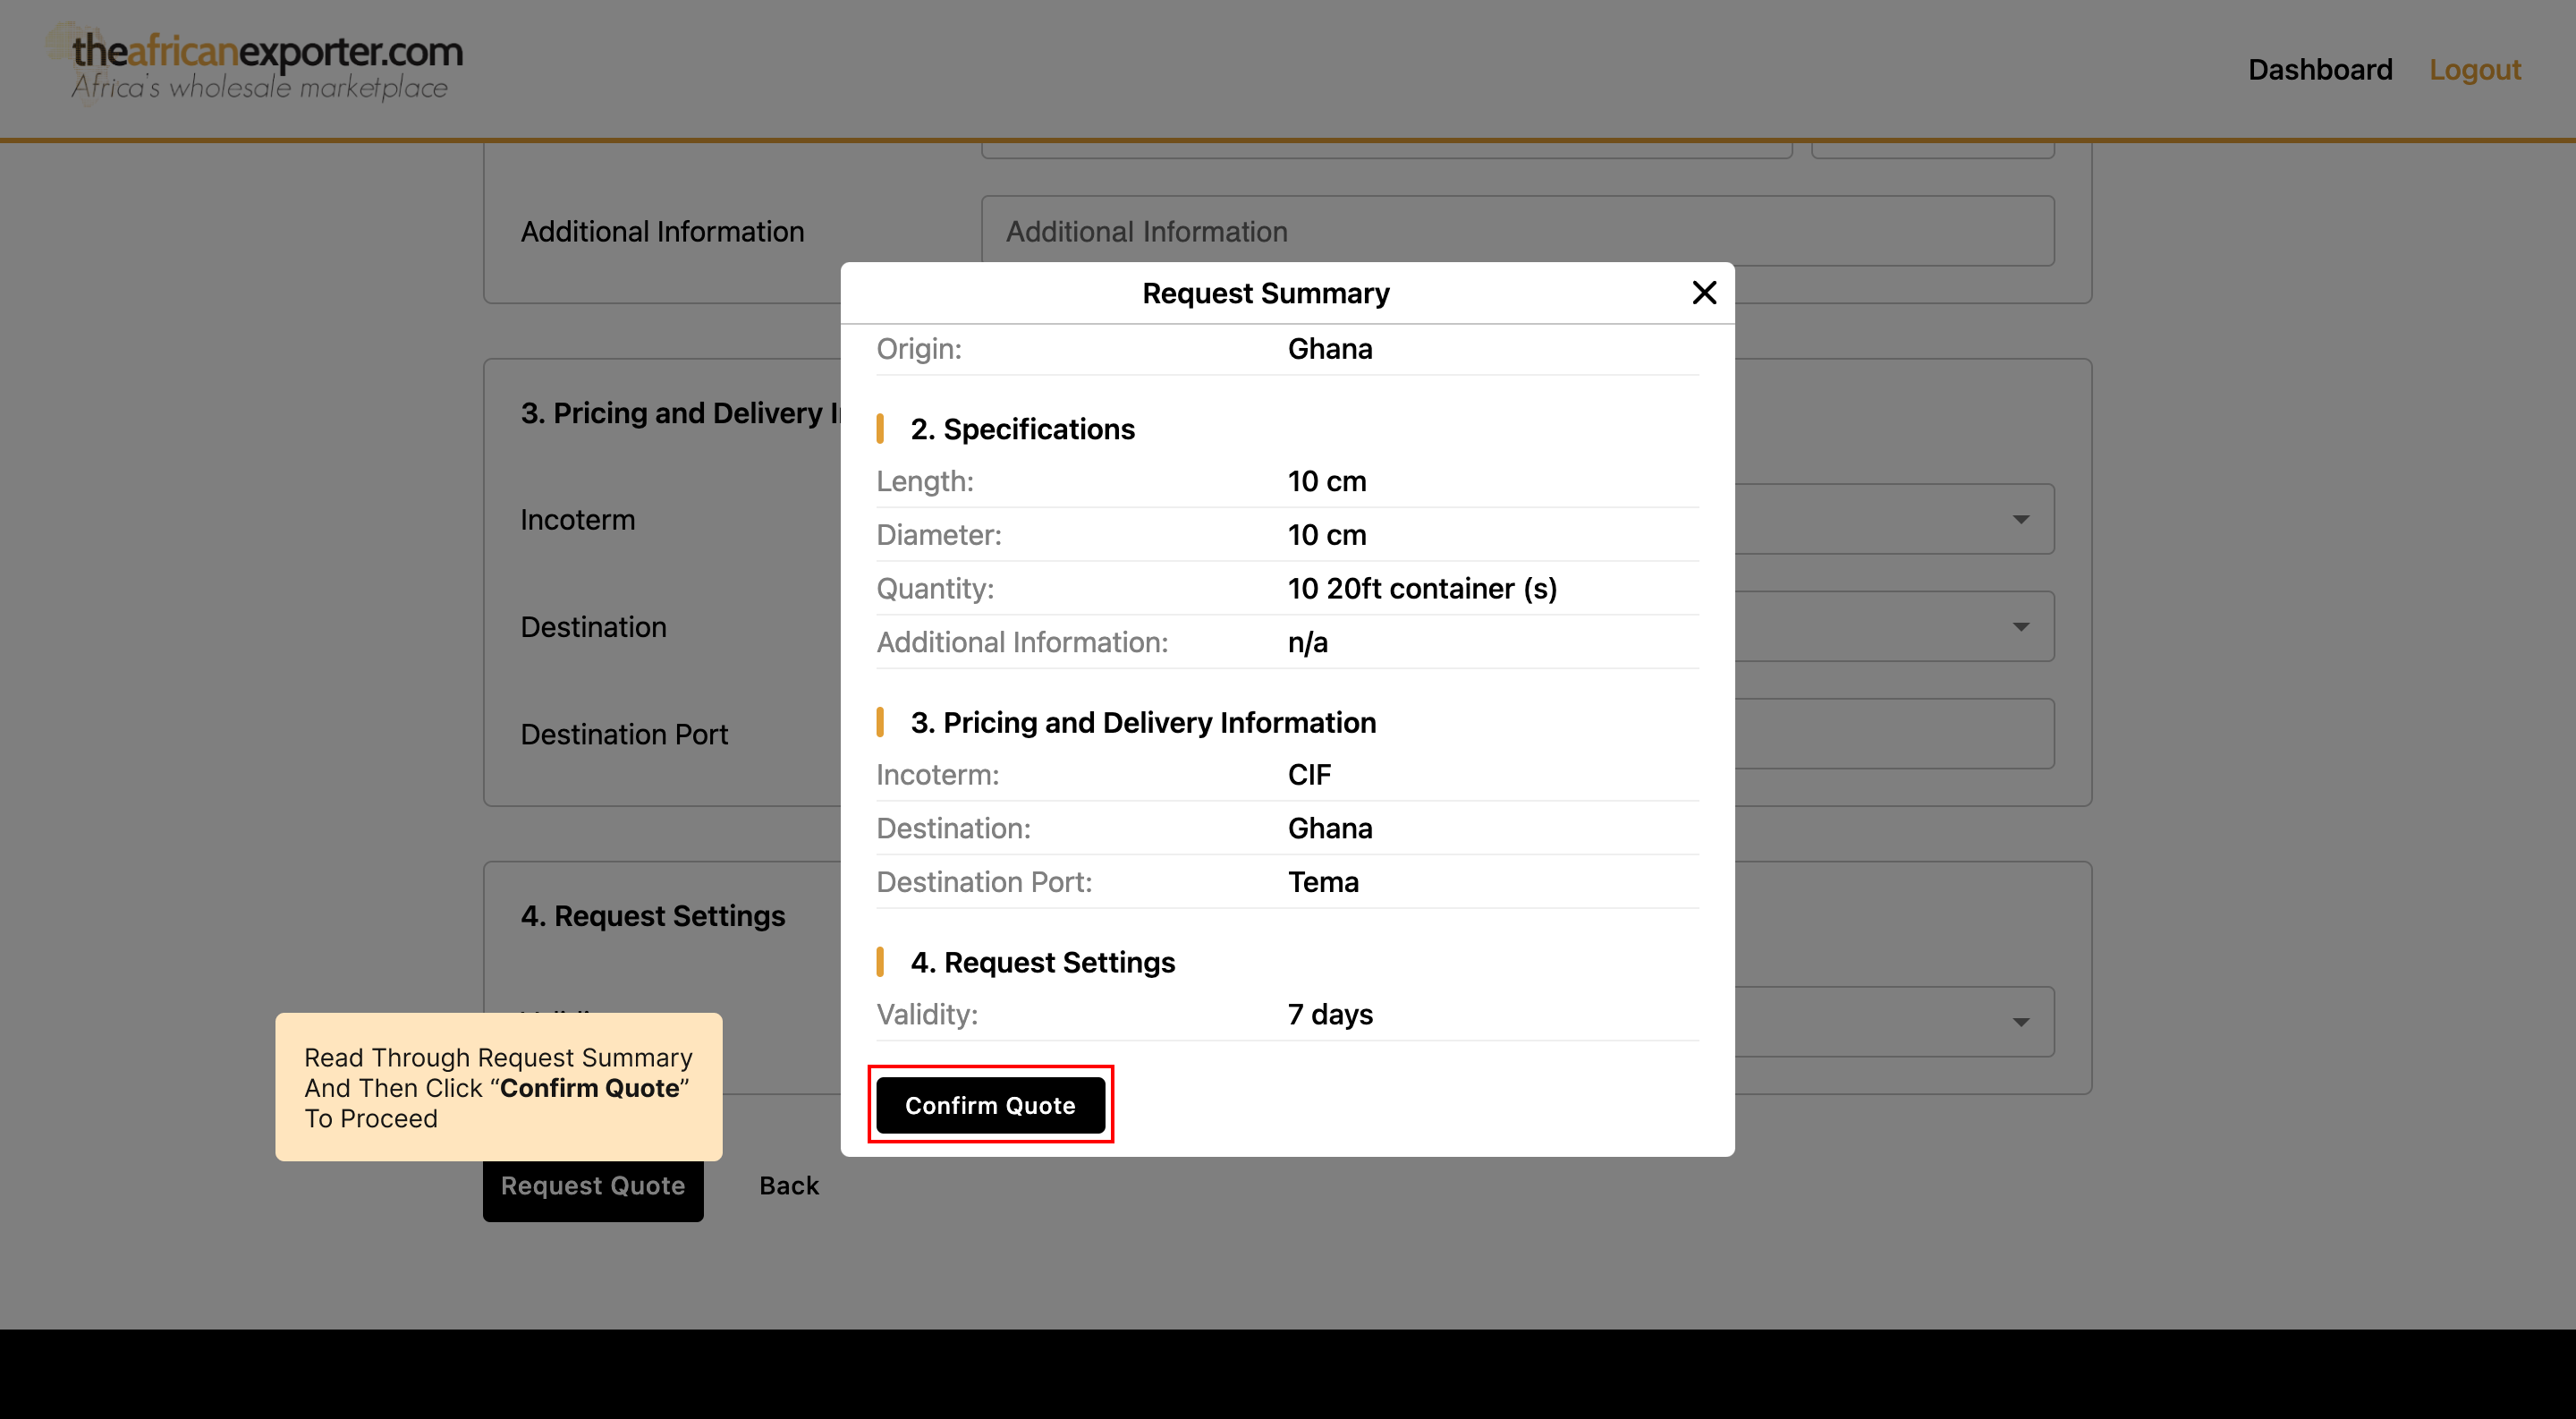 theafricanexporter.com
Africa's wholesale marketplace
Dashboard
Logout
Additional Information
Additional Information
Request Summary
Origin: Ghana
2. Specifications
Length: 10 cm
Diameter: 10 cm
Quantity: 10 20ft container (s)
Additional Information: n/a
3. Pricing and Delivery Information
Incoterm: CIF
Destination: Ghana
Destination Port: Tema
4. Request Settings
Validity: 7 days
Confirm Quote
3. Pricing and Delivery
Incoterm
Destination
Destination Port
4. Request Settings
Read Through Request Summary
And Then Click “Confirm Quote”
To Proceed
Request Quote
Back